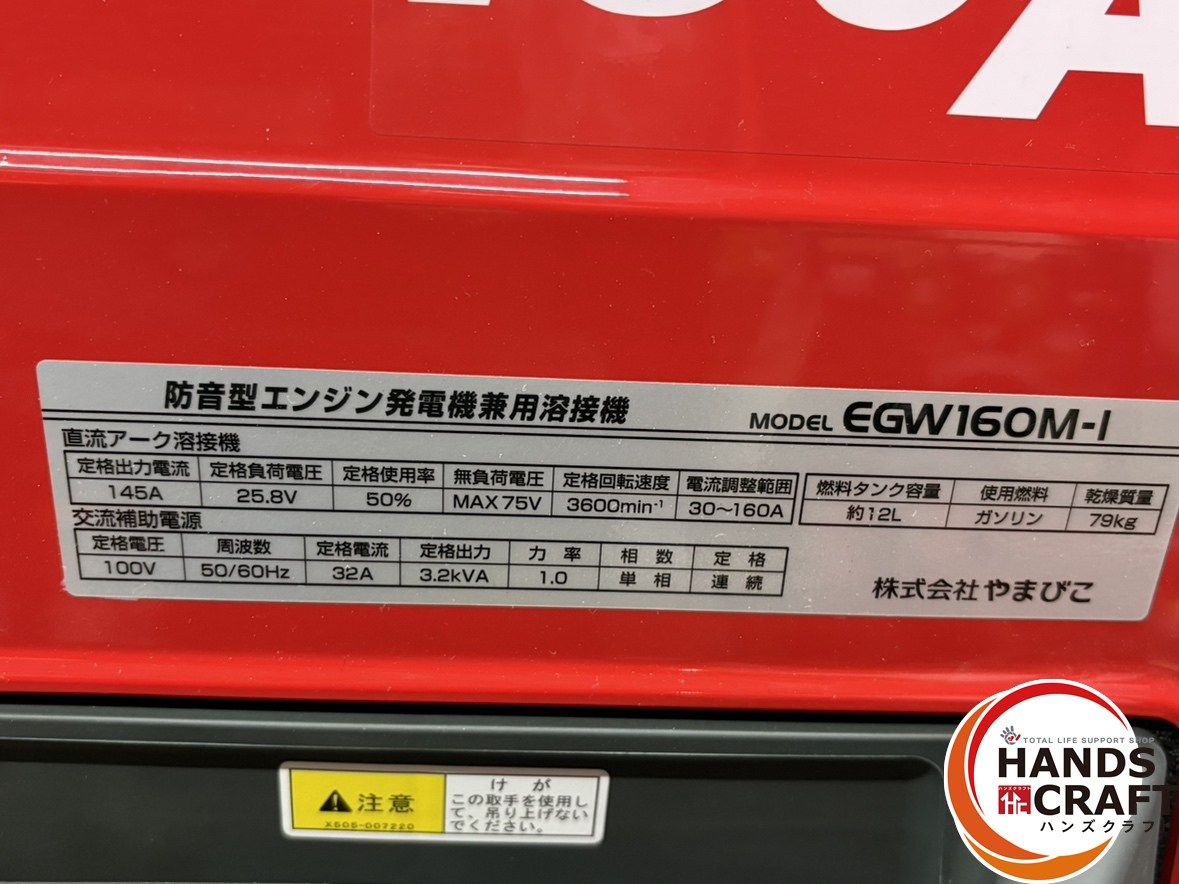 防音型エンジン発電機兼用溶接機 MODEL EGW160M-I
直流アーク溶接機
定格出力電流 定格負荷電圧 定格使用率 無負荷電圧 定格回転速度 電流調整範囲
145A 25.8V 50% MAX 75V 3600min⁻¹ 30～160A
燃料タンク容量 使用燃料 乾燥質量
約12L ガソリン 79kg
交流補助電源
定格電圧 周波数 定格電流 定格出力 力率 相数 定格
100V 50/60Hz 32A 3.2kVA 1.0 単相 連続
株式会社やまびこ
注意
X505-007220
けが
この取手を使用し
て、吊り上げない
でください。
TOTAL LIFE SUPPORT SHOP
HANDS
ハンズクラフト
CRAFT
ハンズクラフト